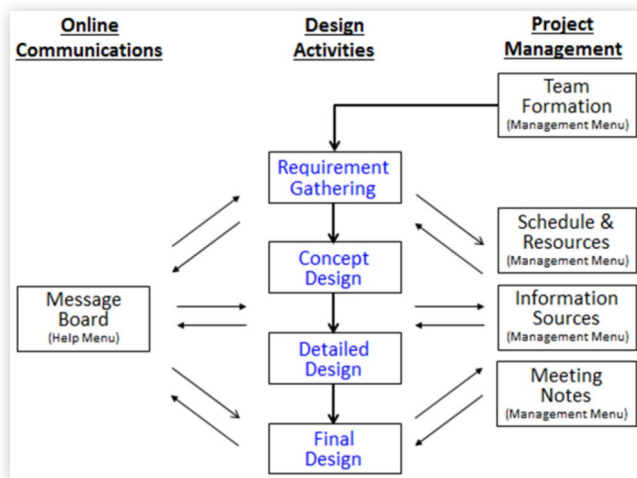 Online
Communications
Design
Activities
Project
Management
Team
Formation
(Management Menu)
Requirement
Gathering
Schedule &
Resources
(Management Menu)
Concept
Design
Message
Board
(Help Menu)
Information
Sources
(Management Menu)
Detailed
Design
Meeting
Notes
(Management Menu)
Final
Design